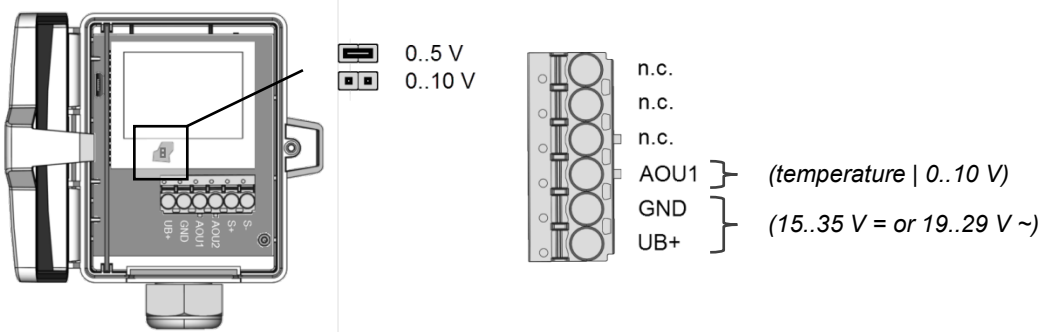 0..5 V
0..10 V
UB+
GND
AOU1
AOU2
S+
S-
n.c.
n.c.
n.c.
AOU1 (temperature | 0..10 V)
GND
UB+
(15..35 V = or 19..29 V ~)